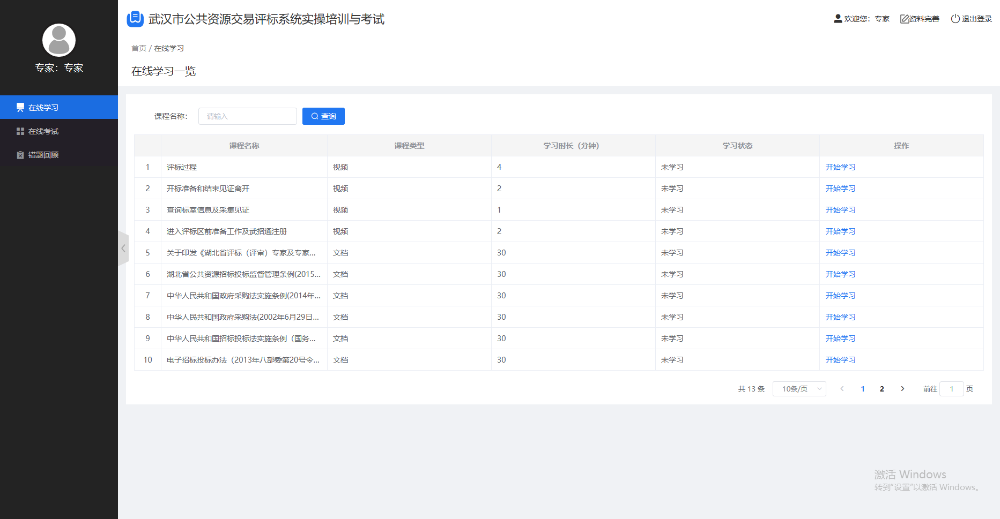 武汉市公共资源交易评标系统实操培训与考试
欢迎您：专家 资料完善 退出登录
专家：专家
在线学习
在线考试
错题回顾
首页 / 在线学习
在线学习一览
课程名称： 请输入 查询
课程名称 课程类型 学习时长（分钟） 学习状态 操作
1 评标过程 视频 4 未学习 开始学习
2 开标准备和结束见证离开 视频 2 未学习 开始学习
3 查询标室信息及采集见证 视频 1 未学习 开始学习
4 进入评标区前准备工作及武招通注册 视频 2 未学习 开始学习
5 关于印发《湖北省评标（评审）专家及专家... 文档 30 未学习 开始学习
6 湖北省公共资源招标投标监督管理条例(2015... 文档 30 未学习 开始学习
7 中华人民共和国政府采购法实施条例(2014年... 文档 30 未学习 开始学习
8 中华人民共和国政府采购法(2002年6月29日... 文档 30 未学习 开始学习
9 中华人民共和国招标投标法实施条例（国务... 文档 30 未学习 开始学习
10 电子招标投标办法（2013年八部委第20号令... 文档 30 未学习 开始学习
共 13 条 10条/页 1 2 前往 1 页
激活 Windows
转到"设置"以激活 Windows。